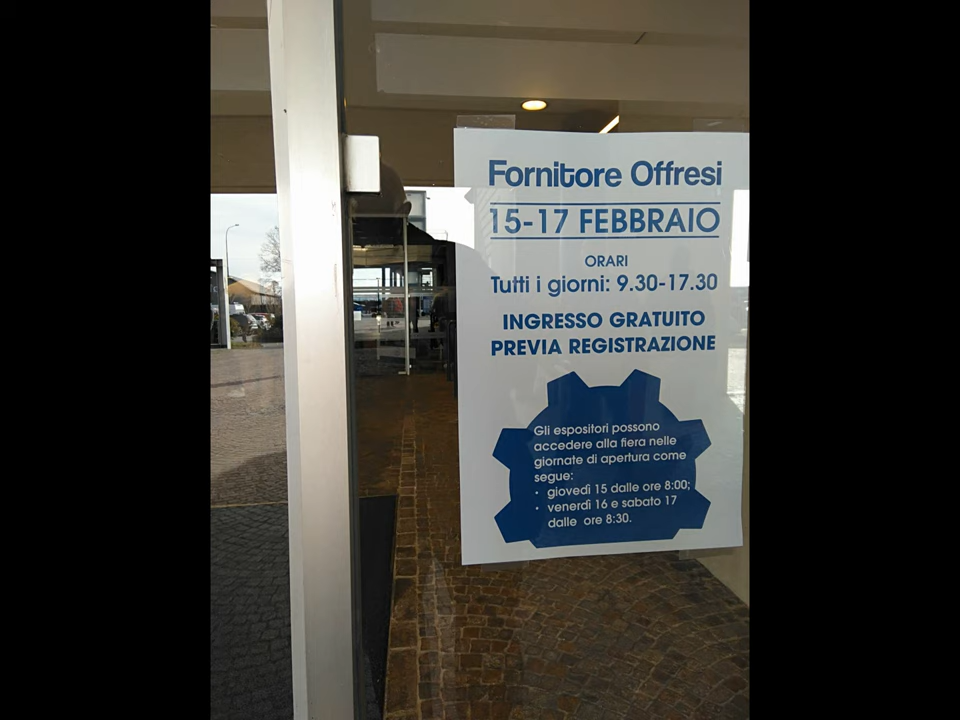 Fornitore Offresi
15-17 FEBBRAIO
ORARI
Tutti i giorni: 9.30-17.30
INGRESSO GRATUITO
PREVIA REGISTRAZIONE
Gli espositori possono
accedere alla fiera nelle
giornate di apertura come
segue:
• giovedì 15 dalle ore 8:00;
• venerdì 16 e sabato 17
dalle ore 8:30.